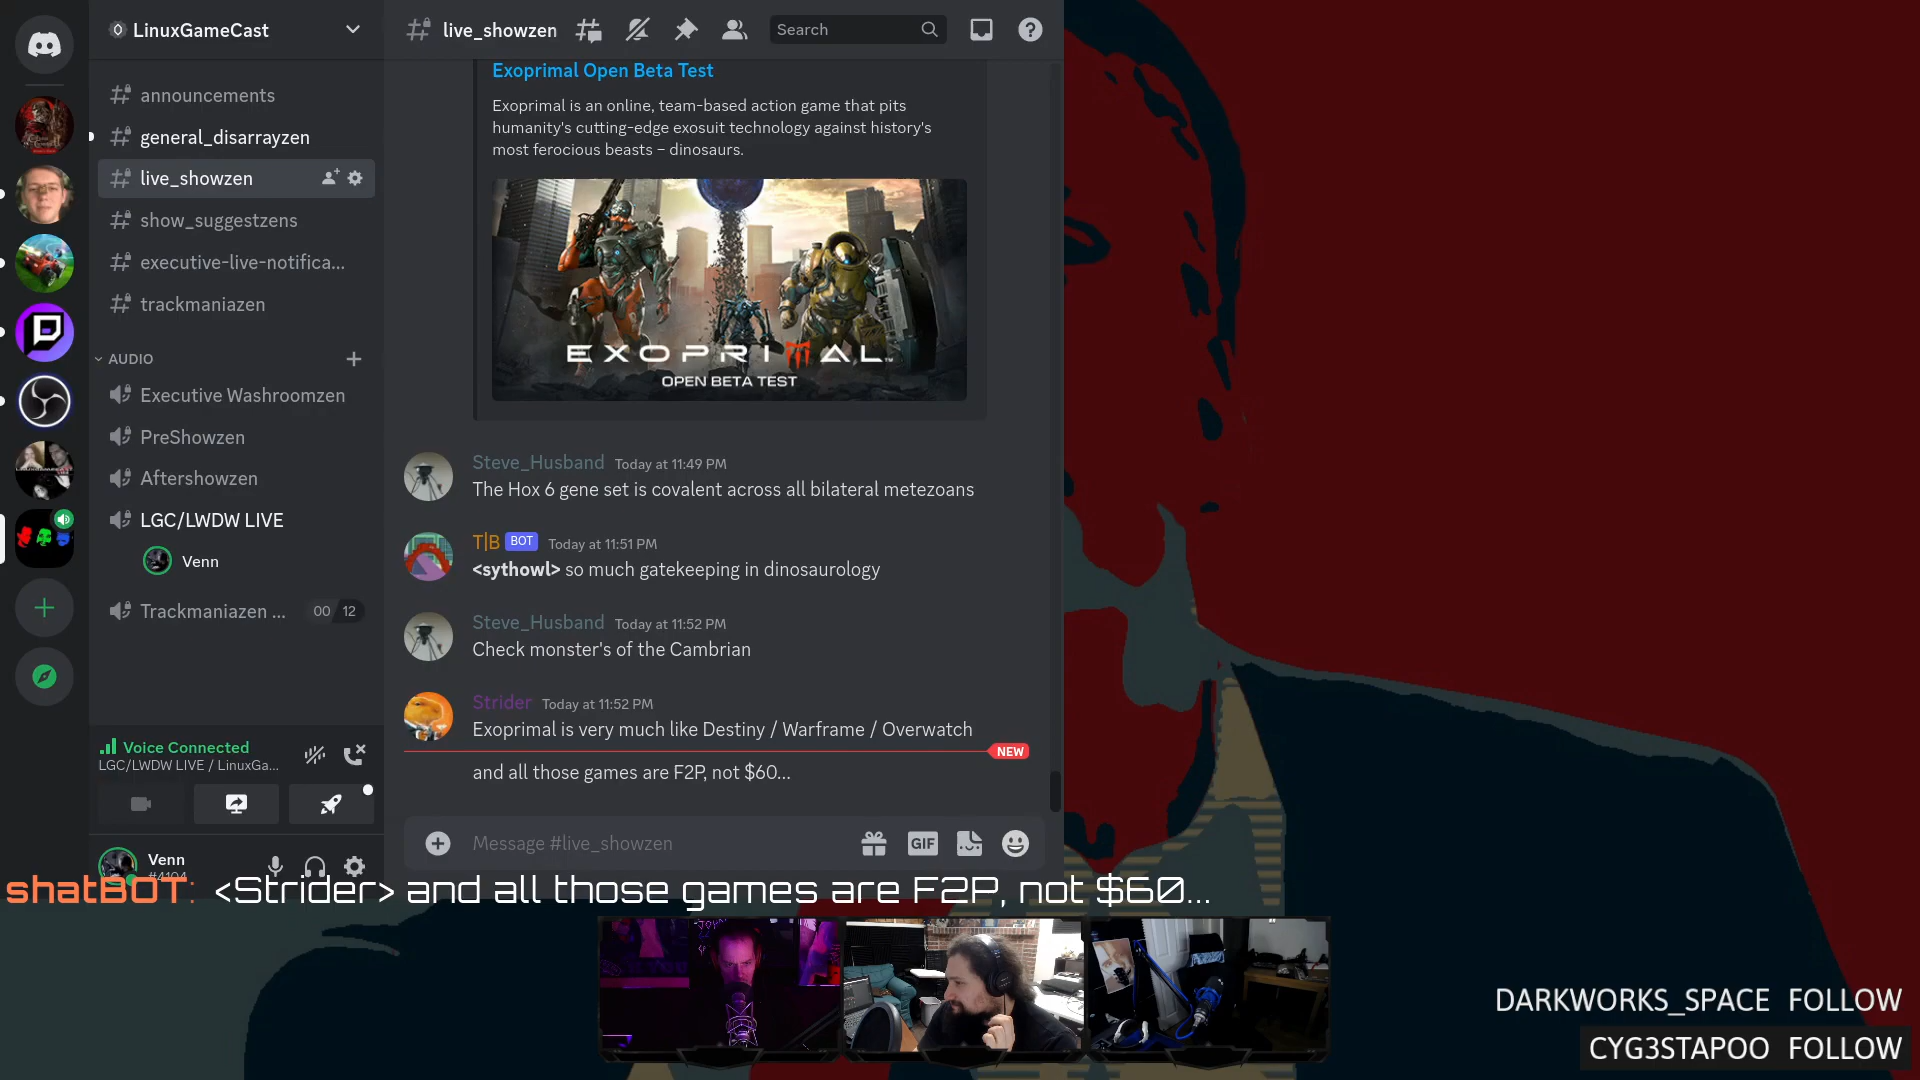 LinuxGameCast
announcements
general_disarrayzen
live_showzen
show_suggestzens
executive-live-notifica...
trackmaniazen
AUDIO
Executive Washroomzen
PreShowzen
Aftershowzen
LGC/LWDW LIVE
Venn
Trackmaniazen ... 00 12
Voice Connected
LGC/LWDW LIVE / LinuxGa...
Venn
#4104
live_showzen
Search
Exoprimal Open Beta Test
Exoprimal is an online, team-based action game that pits
humanity's cutting-edge exosuit technology against history's
most ferocious beasts – dinosaurs.
EXOPRIMAL
OPEN BETA TEST
Steve_Husband Today at 11:49 PM
The Hox 6 gene set is covalent across all bilateral metezoans
T|B BOT Today at 11:51 PM
<sythowl> so much gatekeeping in dinosaurology
Steve_Husband Today at 11:52 PM
Check monster's of the Cambrian
Strider Today at 11:52 PM
Exoprimal is very much like Destiny / Warframe / Overwatch
NEW
and all those games are F2P, not $60...
Message #live_showzen
GIF
shatBOT: <Strider> and all those games are F2P, not $60...
DARKWORKS_SPACE FOLLOW
CYG3STAPOO FOLLOW